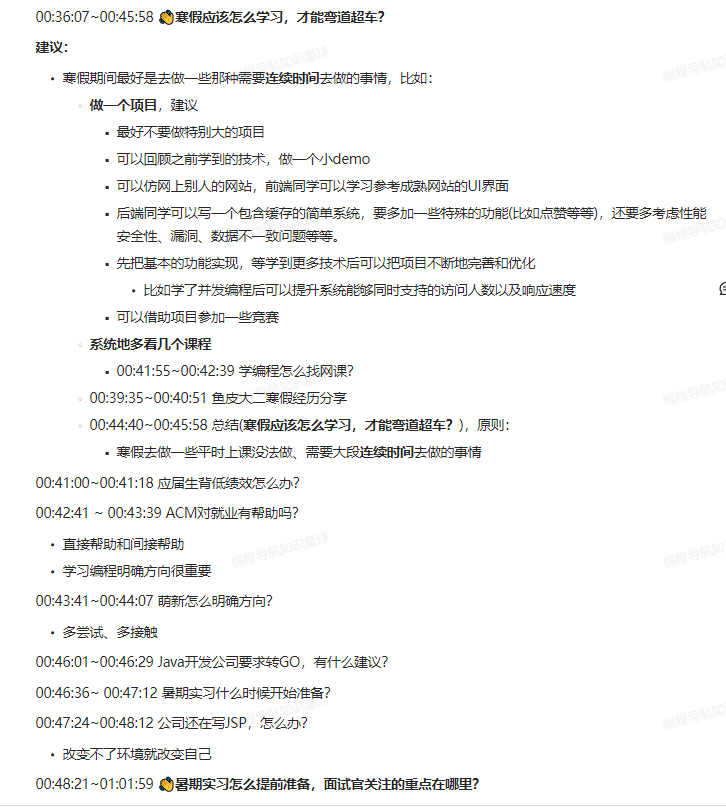 00:36:07~00:45:58 👏寒假应该怎么学习，才能弯道超车？
建议：
• 寒假期间最好是去做一些那种需要连续时间去做的事情，比如：
◦ 做一个项目，建议
▪ 最好不要做特别大的项目
▪ 可以回顾之前学到的技术，做一个小demo
▪ 可以仿网上别人的网站，前端同学可以学习参考成熟网站的UI界面
▪ 后端同学可以写一个包含缓存的简单系统，要多加一些特殊的功能(比如点赞等等)，还要多考虑性能
安全性、漏洞、数据不一致问题等等。
▪ 先把基本的功能实现，等学到更多技术后可以把项目不断地完善和优化
• 比如学了并发编程后可以提升系统能够同时支持的访问人数以及响应速度
▪ 可以借助项目参加一些竞赛
◦ 系统地多看几个课程
▪ 00:41:55~00:42:39 学编程怎么找网课？
◦ 00:39:35~00:40:51 鱼皮大二寒假经历分享
◦ 00:44:40~00:45:58 总结(寒假应该怎么学习，才能弯道超车？)，原则：
▪ 寒假去做一些平时上课没法做、需要大段连续时间去做的事情
00:41:00~00:41:18 应届生背低绩效怎么办？
00:42:41 ~ 00:43:39 ACM对就业有帮助吗？
• 直接帮助和间接帮助
• 学习编程明确方向很重要
00:43:41~00:44:07 萌新怎么明确方向？
• 多尝试、多接触
00:46:01~00:46:29 Java开发公司要求转GO，有什么建议？
00:46:36~ 00:47:12 暑期实习什么时候开始准备？
00:47:24~00:48:12 公司还在写JSP，怎么办？
• 改变不了环境就改变自己
00:48:21~01:01:59 👏暑期实习怎么提前准备，面试官关注的重点在哪里？
编程导航知识星球